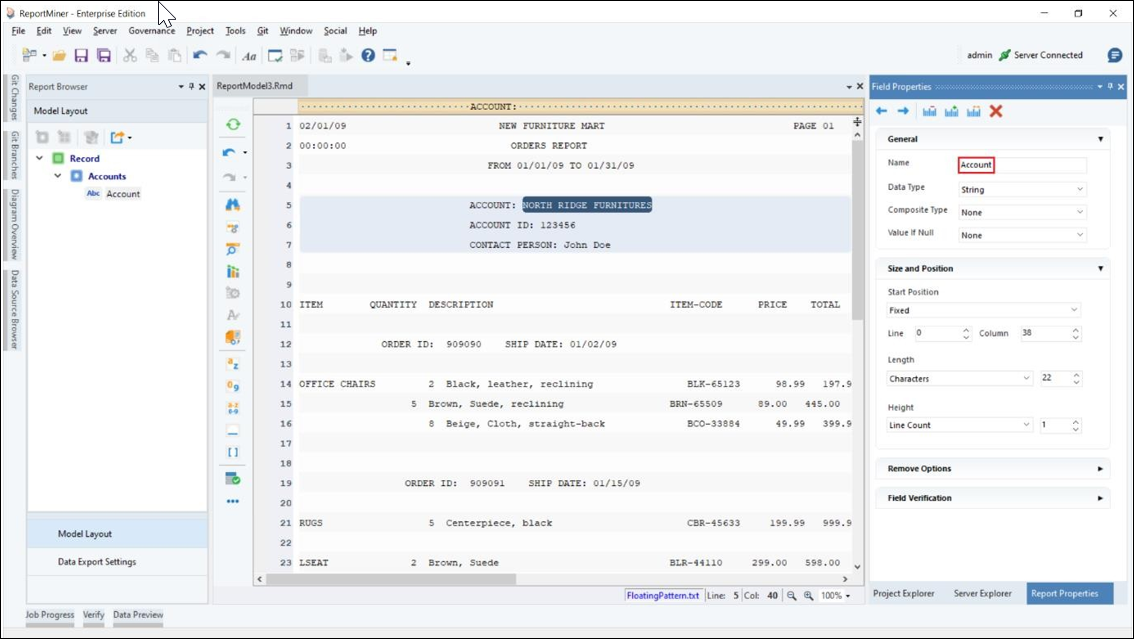 ReportMiner - Enterprise Edition
File Edit View Server Governance Project Tools Git Window Social Help
Aa
admin Server Connected
Git Changes
Git Branches
Diagram Overview
Data Source Browser
Report Browser
Model Layout
Record
Accounts
Abc Account
Model Layout
Data Export Settings
ReportModel3.Rmd
ACCOUNT:
1 02/01/09 NEW FURNITURE MART PAGE 01
2 00:00:00 ORDERS REPORT
3 FROM 01/01/09 TO 01/31/09
4
5 ACCOUNT: NORTH RIDGE FURNITURES
6 ACCOUNT ID: 123456
7 CONTACT PERSON: John Doe
8
9
10 ITEM QUANTITY DESCRIPTION ITEM-CODE PRICE TOTAL
11
12 ORDER ID: 909090 SHIP DATE: 01/02/09
13
14 OFFICE CHAIRS 2 Black, leather, reclining BLK-65123 98.99 197.9
15 5 Brown, Suede, reclining BRN-65509 89.00 445.00
16 8 Beige, Cloth, straight-back BCO-33884 49.99 399.9
17
18
19 ORDER ID: 909091 SHIP DATE: 01/15/09
20
21 RUGS 5 Centerpiece, black CBR-45633 199.99 999.9
22
23 LSEAT 2 Brown, Suede BLR-44110 299.00 598.00
FloatingPattern.txt Line: 5 Col: 40 100%
Field Properties
General
Name Account
Data Type String
Composite Type None
Value If Null None
Size and Position
Start Position
Fixed
Line 0 Column 38
Length
Characters 22
Height
Line Count 1
Remove Options
Field Verification
Project Explorer Server Explorer Report Properties
Job Progress Verify Data Preview